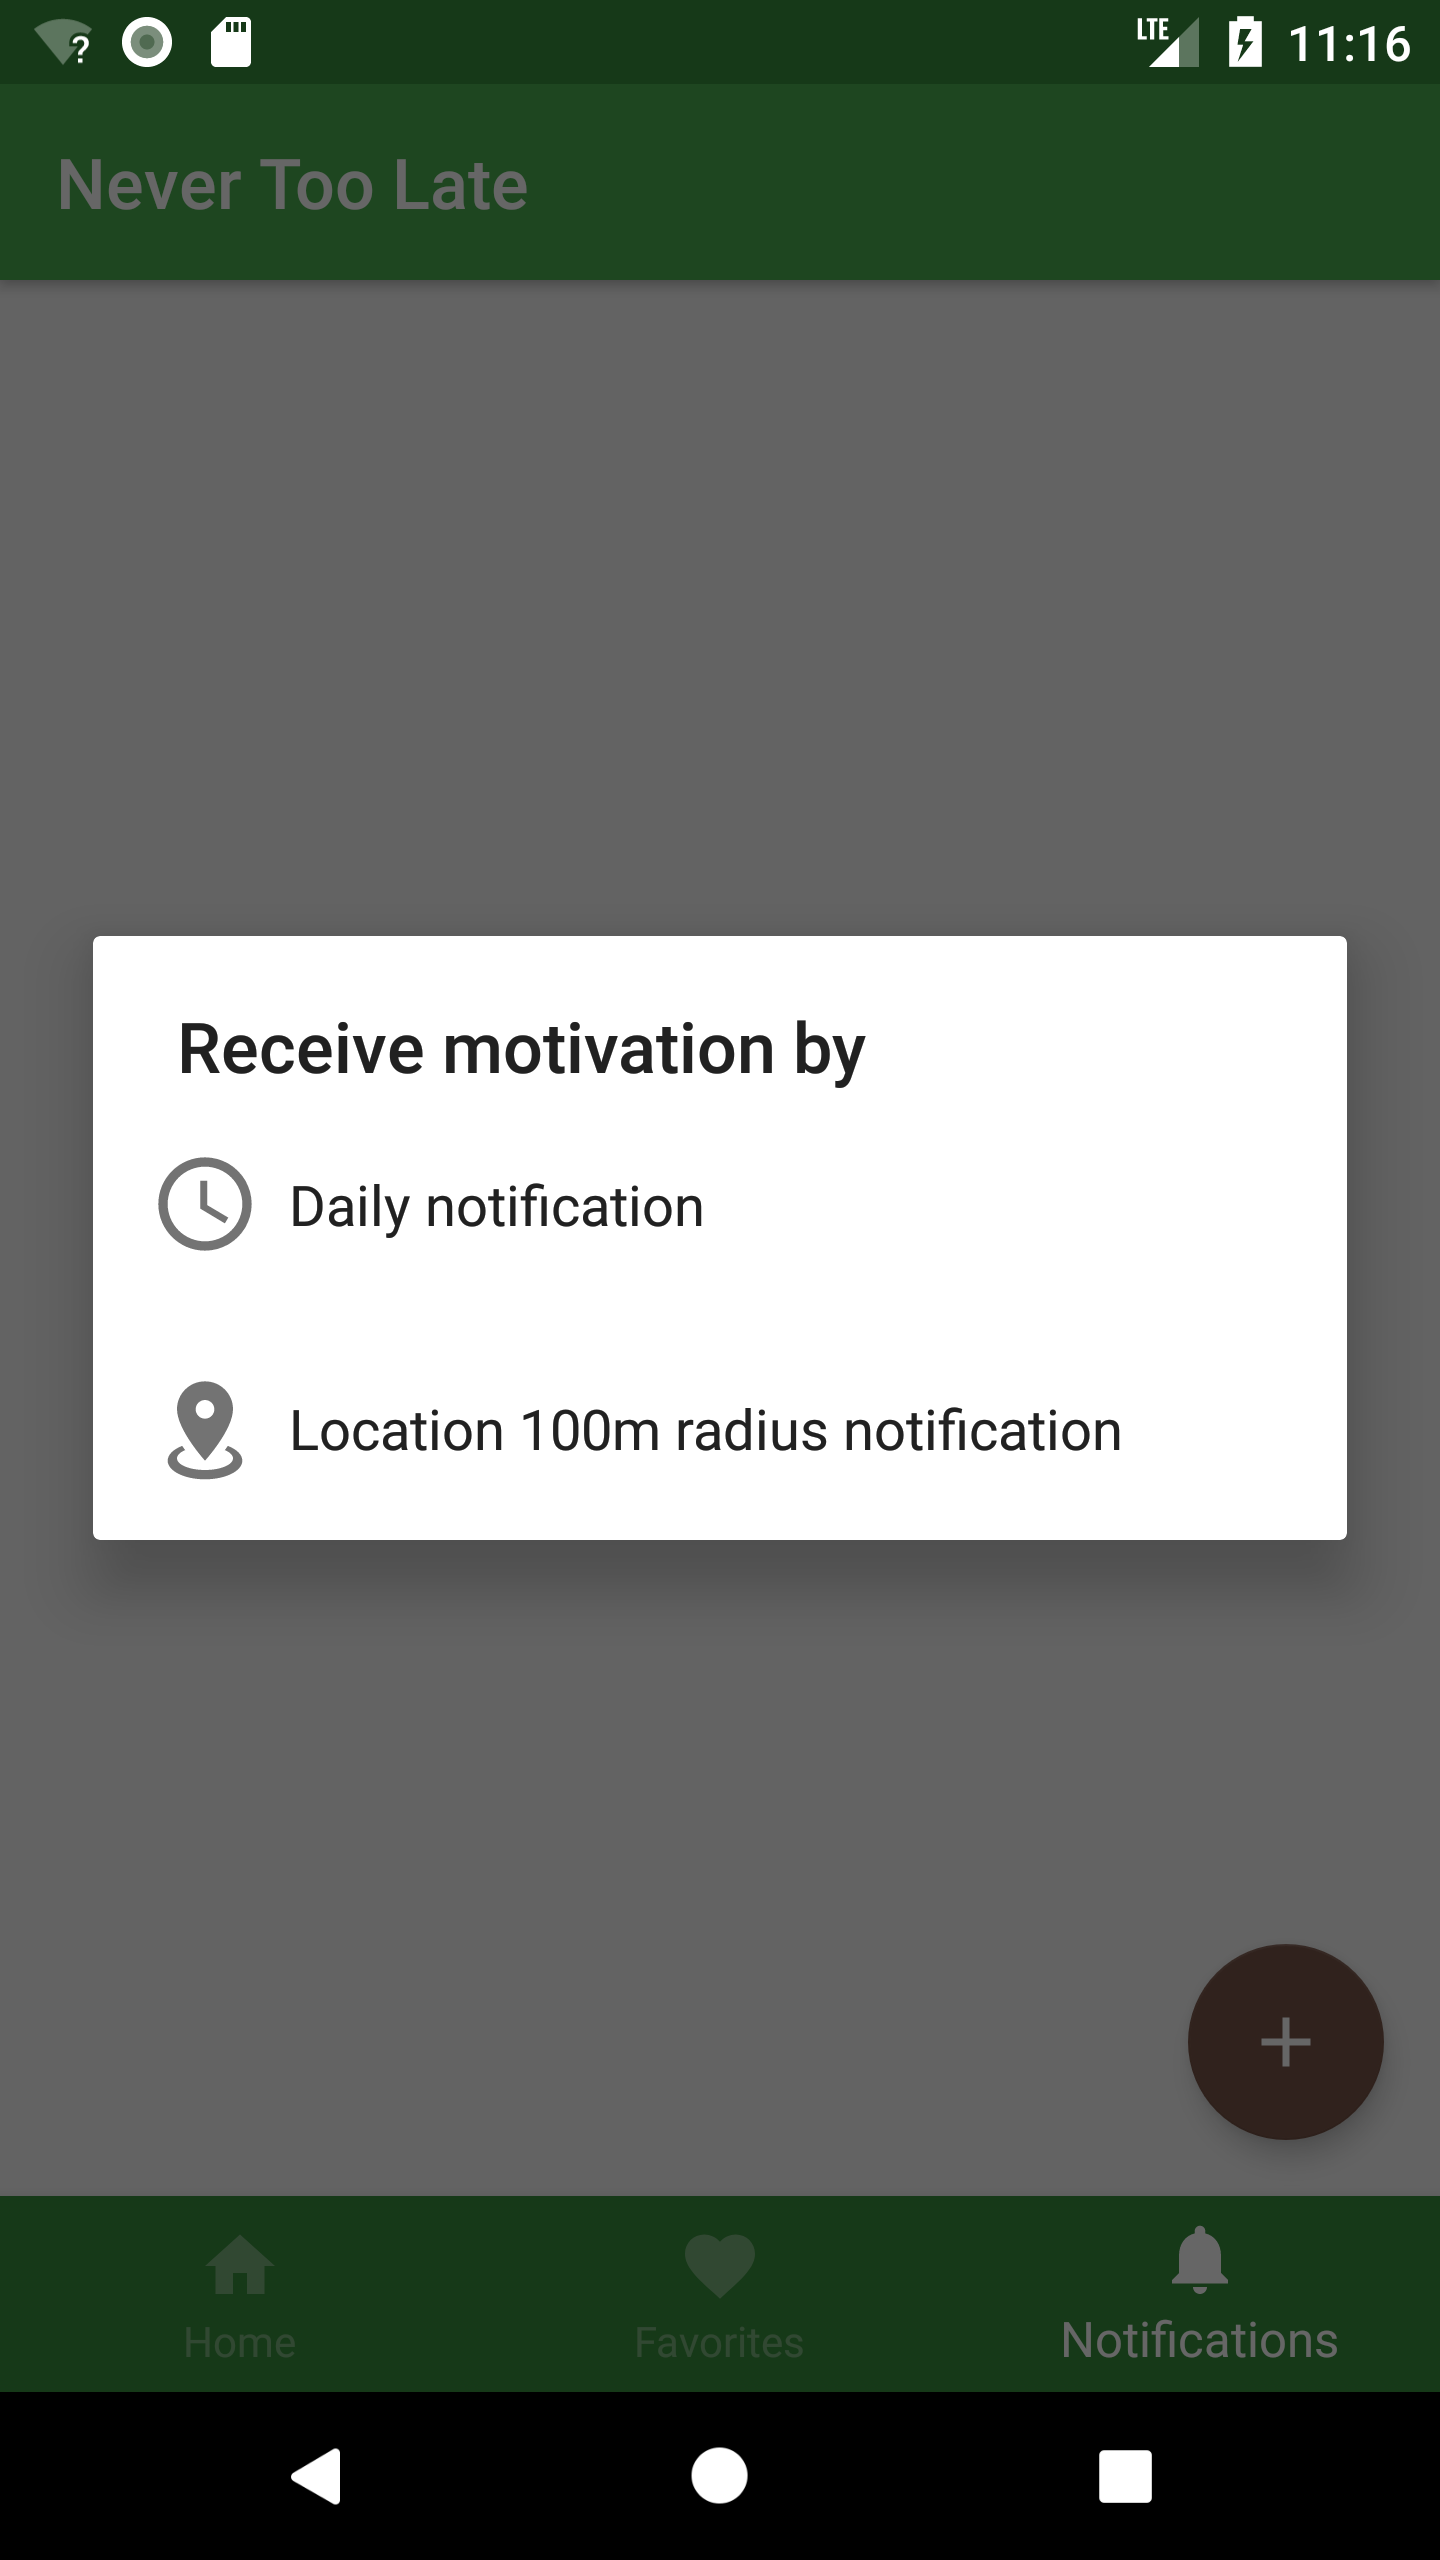 LTE 11:16
Never Too Late
Receive motivation by
Daily notification
Location 100m radius notification
Home Favorites Notifications